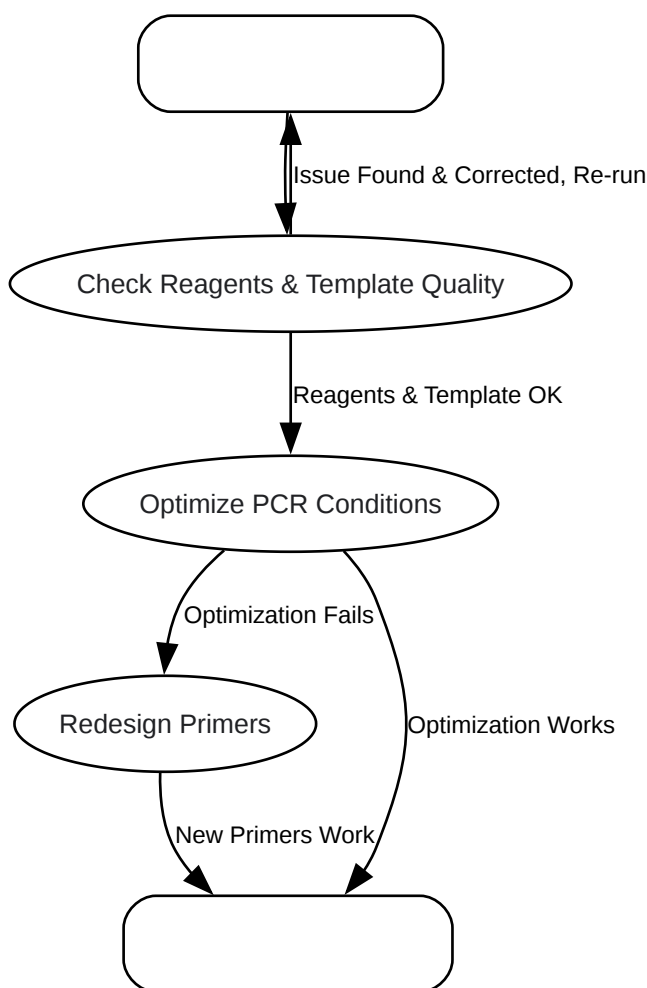 Issue Found & Corrected, Re-run
Check Reagents & Template Quality
Reagents & Template OK
Optimize PCR Conditions
Optimization Fails
Redesign Primers
Optimization Works
New Primers Work